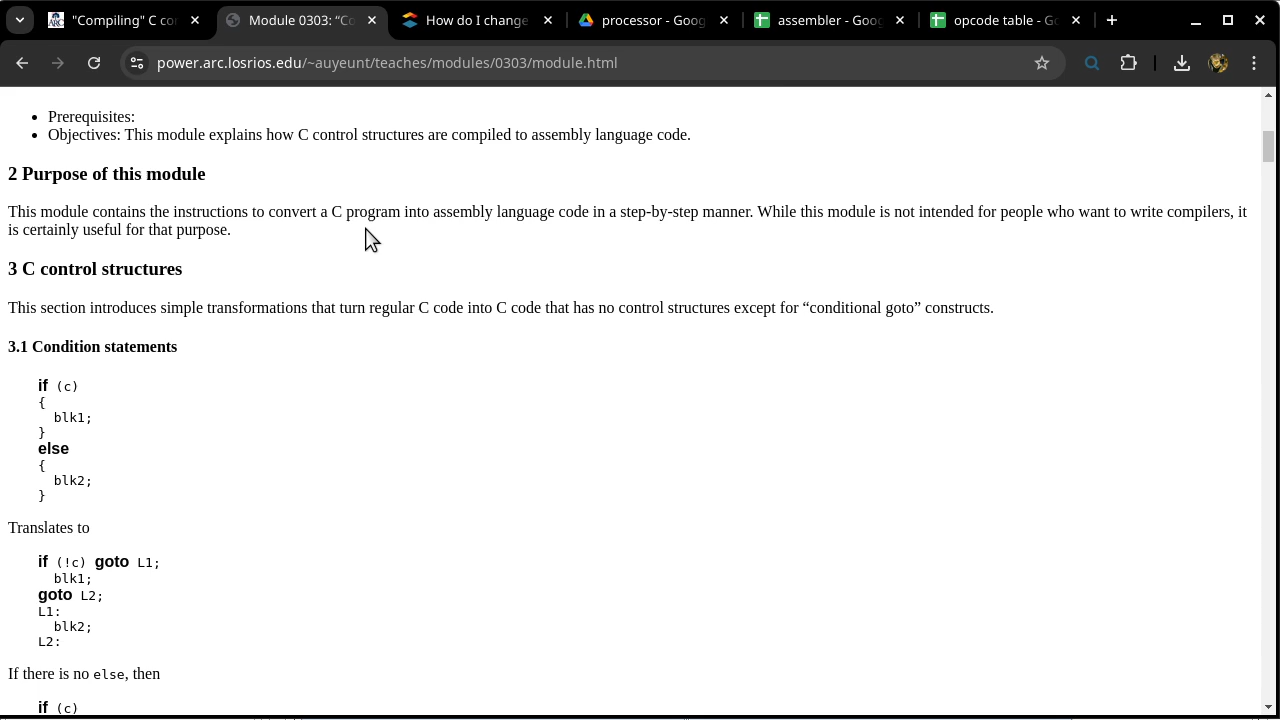 "Compiling" C co
Module 0303: “Co
How do I change
processor - Goog
assembler - Goog
opcode table - Go
power.arc.losrios.edu/~auyeunt/teaches/modules/0303/module.html
• Prerequisites:
• Objectives: This module explains how C control structures are compiled to assembly language code.
2 Purpose of this module
This module contains the instructions to convert a C program into assembly language code in a step-by-step manner. While this module is not intended for people who want to write compilers, it
is certainly useful for that purpose.
3 C control structures
This section introduces simple transformations that turn regular C code into C code that has no control structures except for “conditional goto” constructs.
3.1 Condition statements
if (c)
{
  blk1;
}
else
{
  blk2;
}
Translates to
if (!c) goto L1;
  blk1;
goto L2;
L1:
  blk2;
L2:
If there is no else, then
if (c)